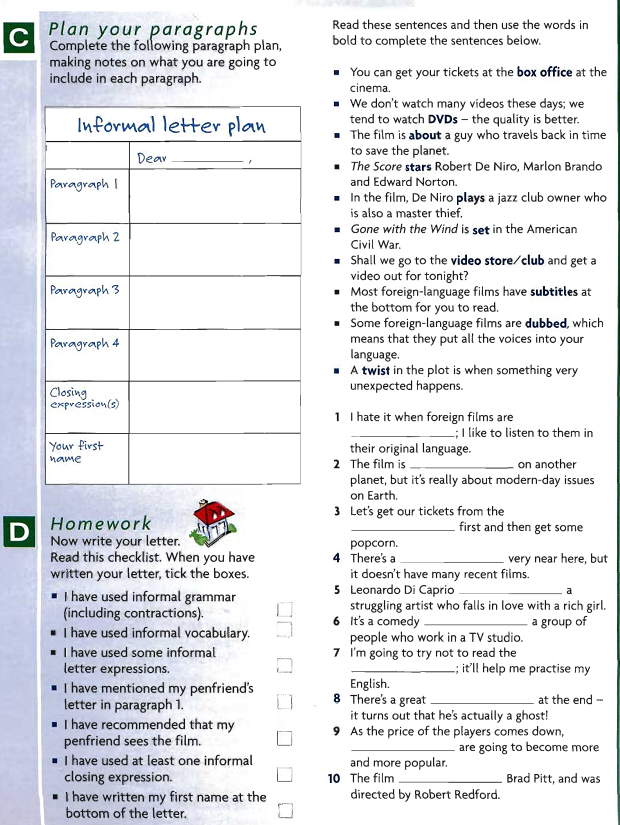 C
Plan your paragraphs
Complete the following paragraph plan,
making notes on what you are going to
include in each paragraph.
Informal letter plan
Dear __________ ,
Paragraph 1
Paragraph 2
Paragraph 3
Paragraph 4
Closing
expression(s)
Your first
name
D
Homework
Now write your letter.
Read this checklist. When you have
written your letter, tick the boxes.
▪ I have used informal grammar
(including contractions).
▪ I have used informal vocabulary.
▪ I have used some informal
letter expressions.
▪ I have mentioned my penfriend's
letter in paragraph 1.
▪ I have recommended that my
penfriend sees the film.
▪ I have used at least one informal
closing expression.
▪ I have written my first name at the
bottom of the letter.
Read these sentences and then use the words in
bold to complete the sentences below.
▪ You can get your tickets at the box office at the
cinema.
▪ We don't watch many videos these days; we
tend to watch DVDs – the quality is better.
▪ The film is about a guy who travels back in time
to save the planet.
▪ The Score stars Robert De Niro, Marlon Brando
and Edward Norton.
▪ In the film, De Niro plays a jazz club owner who
is also a master thief.
▪ Gone with the Wind is set in the American
Civil War.
▪ Shall we go to the video store/club and get a
video out for tonight?
▪ Most foreign-language films have subtitles at
the bottom for you to read.
▪ Some foreign-language films are dubbed, which
means that they put all the voices into your
language.
▪ A twist in the plot is when something very
unexpected happens.
1 I hate it when foreign films are
______________; I like to listen to them in
their original language.
2 The film is ______________ on another
planet, but it's really about modern-day issues
on Earth.
3 Let's get our tickets from the
______________ first and then get some
popcorn.
4 There's a ______________ very near here, but
it doesn't have many recent films.
5 Leonardo Di Caprio ______________ a
struggling artist who falls in love with a rich girl.
6 It's a comedy ______________ a group of
people who work in a TV studio.
7 I'm going to try not to read the
______________; it'll help me practise my
English.
8 There's a great ______________ at the end –
it turns out that he's actually a ghost!
9 As the price of the players comes down,
______________ are going to become more
and more popular.
10 The film ______________ Brad Pitt, and was
directed by Robert Redford.